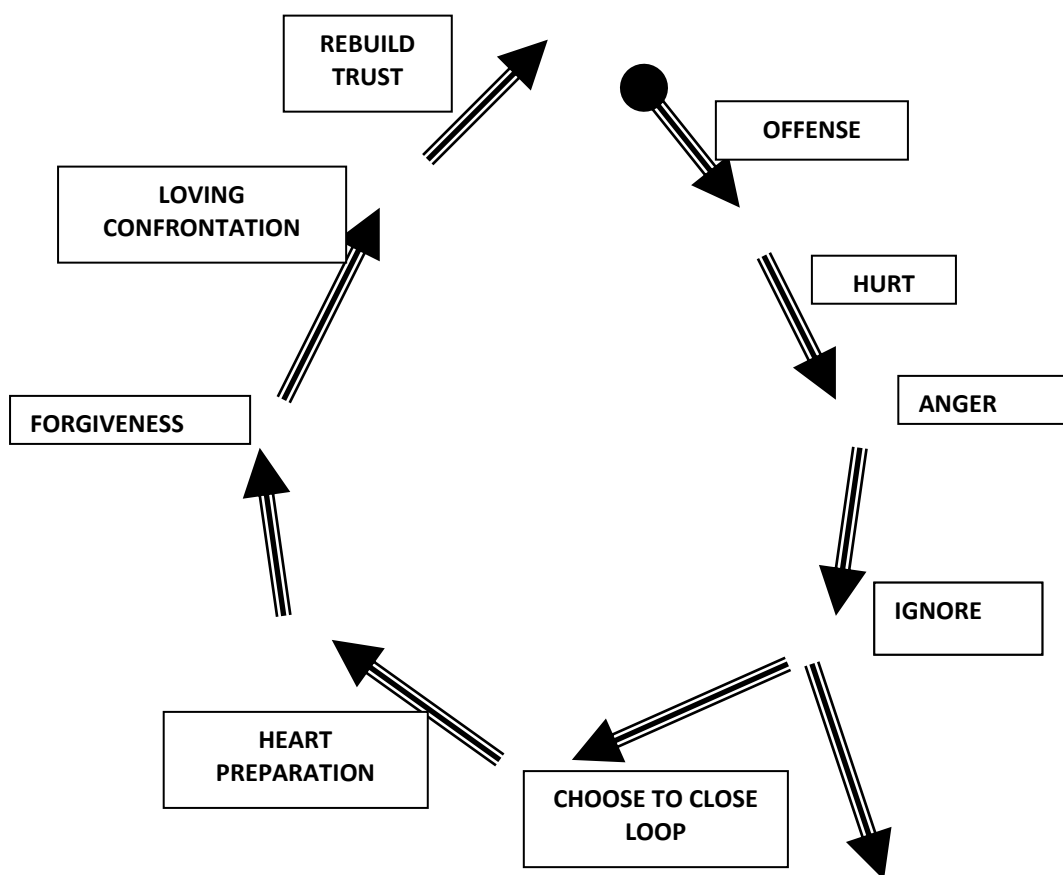 REBUILD
TRUST
OFFENSE
LOVING
CONFRONTATION
HURT
ANGER
FORGIVENESS
IGNORE
HEART
PREPARATION
CHOOSE TO CLOSE
LOOP